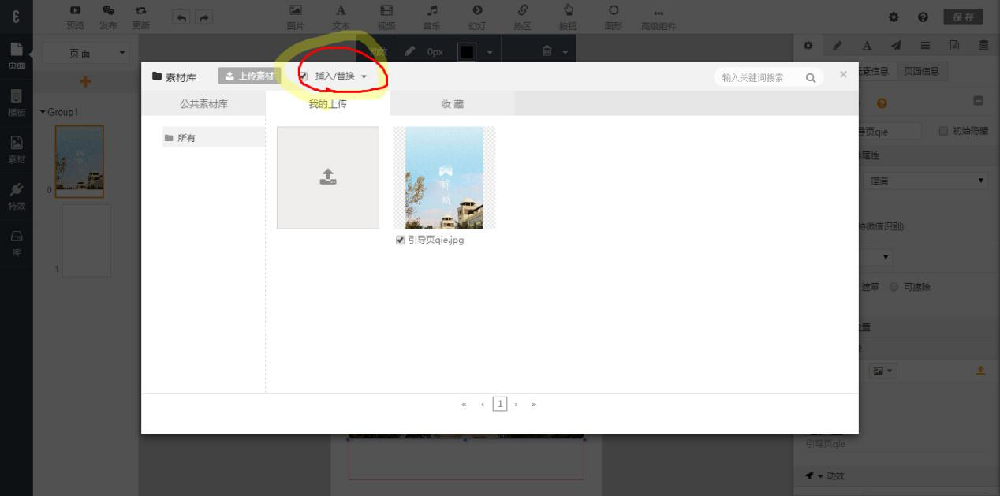 预览 发布 更新 图片 文本 视频 音乐 幻灯 热区 按钮 图形 高级组件 保存
页面
页面
动效 0px
素材库 上传素材 插入/替换 输入关键词搜索
元素信息 页面信息
公共素材库 我的上传 收藏
模板
Group1
所有
导页qie 初始隐藏
素材
属性
0
撑满
特效
持微信识别)
引导页qie.jpg
库
1
遮罩 可擦除
置
« ‹ 1 › »
引导页qie
动效